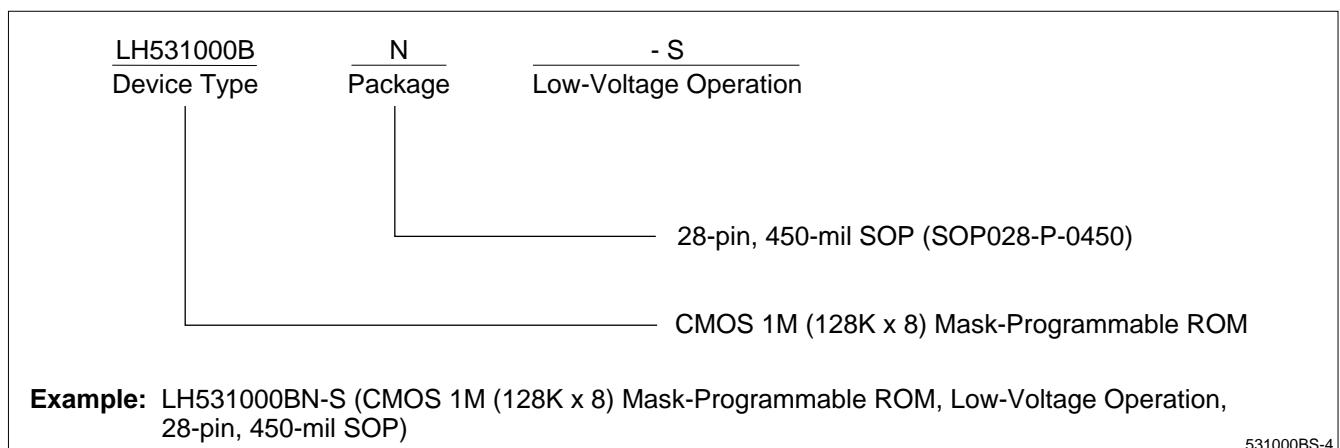 LH531000B N - S
Device Type Package Low-Voltage Operation
28-pin, 450-mil SOP (SOP028-P-0450)
CMOS 1M (128K x 8) Mask-Programmable ROM
Example: LH531000BN-S (CMOS 1M (128K x 8) Mask-Programmable ROM, Low-Voltage Operation,
28-pin, 450-mil SOP)
531000BS-4